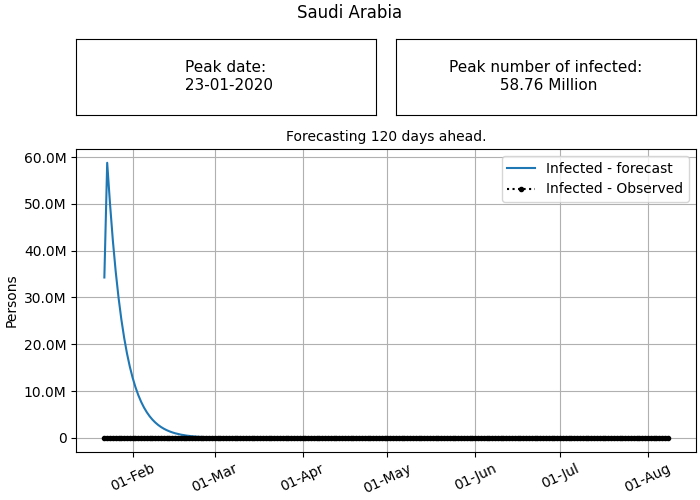 Saudi Arabia
Peak date:
23-01-2020
Peak number of infected:
58.76 Million
Forecasting 120 days ahead.
60.0M
50.0M
40.0M
30.0M
20.0M
10.0M
0
Persons
Infected - forecast
Infected - Observed
01-Feb
01-Mar
01-Apr
01-May
01-Jun
01-Jul
01-Aug